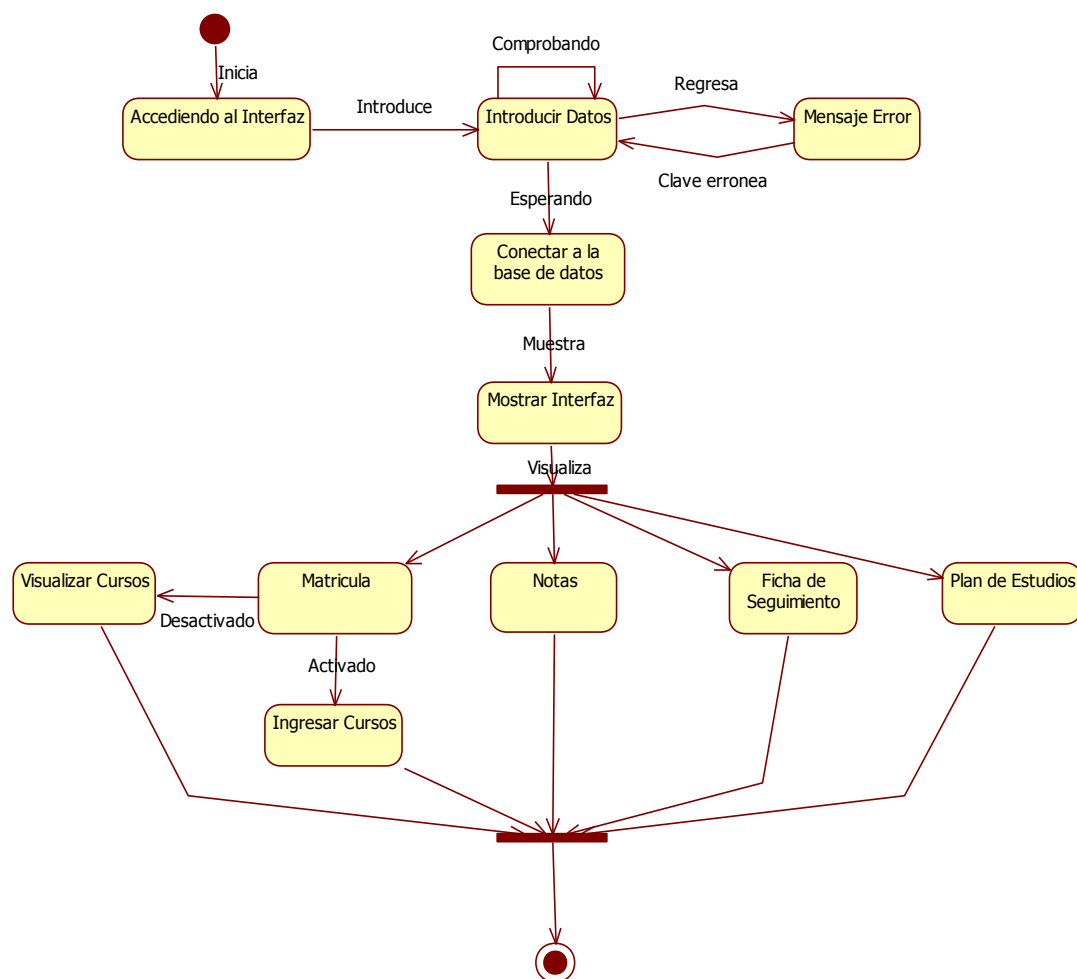 Comprobando
Inicia
Regresa
Accediendo al Interfaz
Introduce
Introducir Datos
Mensaje Error
Clave erronea
Esperando
Conectar a la
base de datos
Muestra
Mostrar Interfaz
Visualiza
Visualizar Cursos
Matricula
Notas
Ficha de
Seguimiento
Plan de Estudios
Desactivado
Activado
Ingresar Cursos